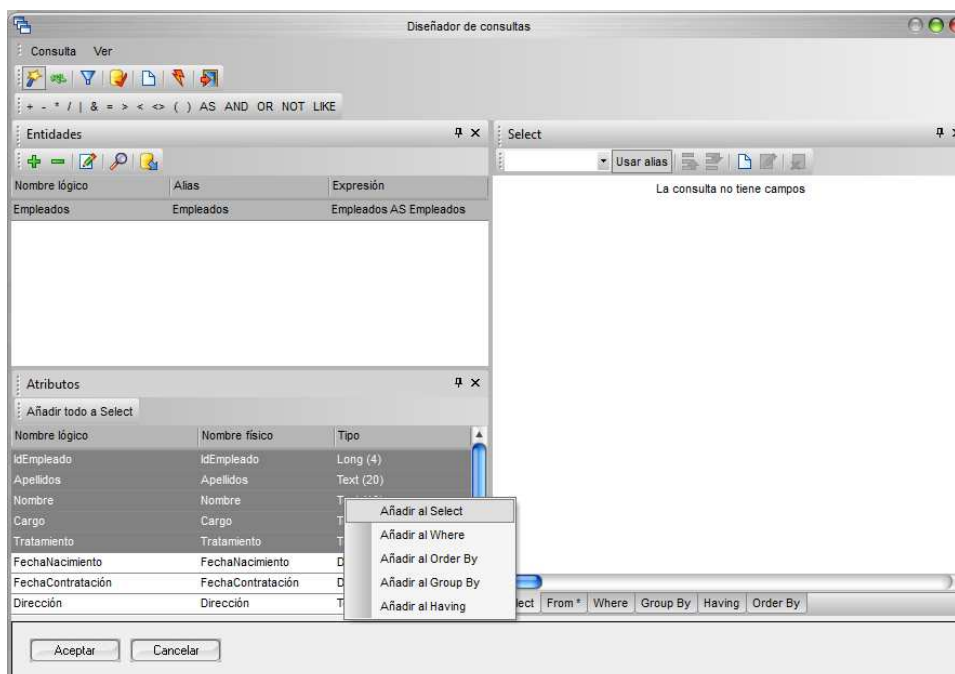 Diseñador de consultas
Consulta Ver
sql
+ - * / | & = > < <> ( ) AS AND OR NOT LIKE
Entidades
Nombre lógico Alias Expresión
Empleados Empleados Empleados AS Empleados
Select
Usar alias
La consulta no tiene campos
Atributos
Añadir todo a Select
Nombre lógico Nombre físico Tipo
IdEmpleado IdEmpleado Long (4)
Apellidos Apellidos Text (20)
Nombre Nombre
Cargo Cargo
Tratamiento Tratamiento
FechaNacimiento FechaNacimiento D
FechaContratación FechaContratación D
Dirección Dirección T
Añadir al Select
Añadir al Where
Añadir al Order By
Añadir al Group By
Añadir al Having
From * Where Group By Having Order By
Aceptar Cancelar